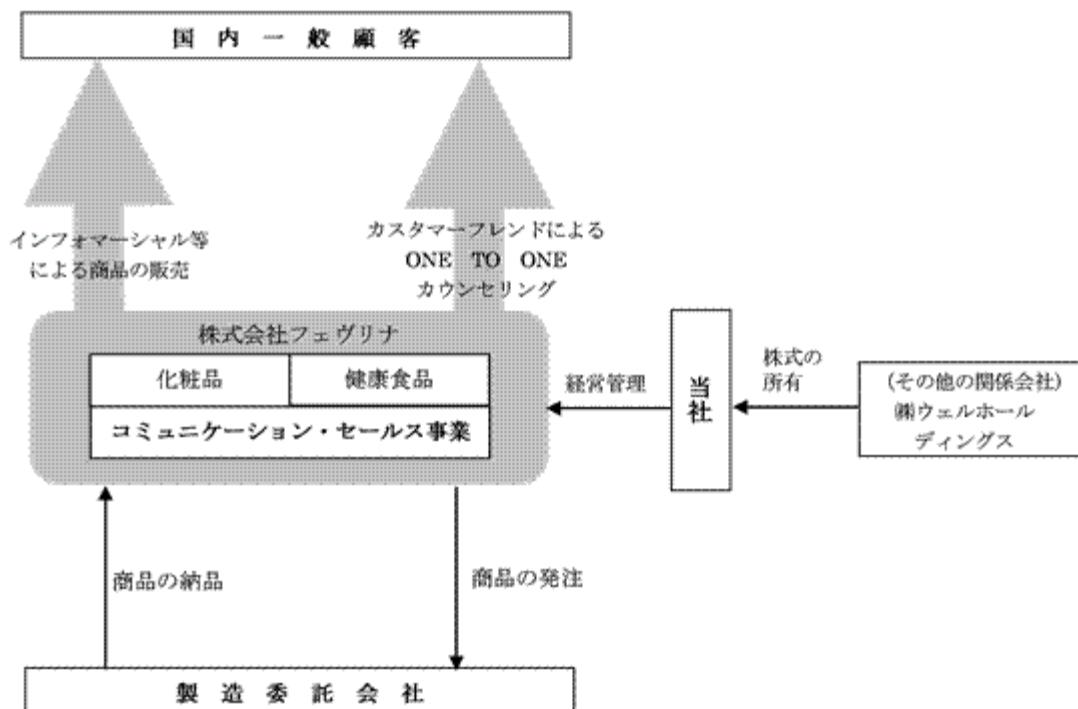 国内一般顧客
インフォマーシャル等
による商品の販売
カスタマーフレンドによる
ONE TO ONE
カウンセリング
株式会社フェヴリナ
化粧品
健康食品
コミュニケーション・セールス事業
経営管理
当社
株式の
所有
(その他の関係会社)
㈱ウェルホール
ディングス
商品の納品
商品の発注
製造委託会社